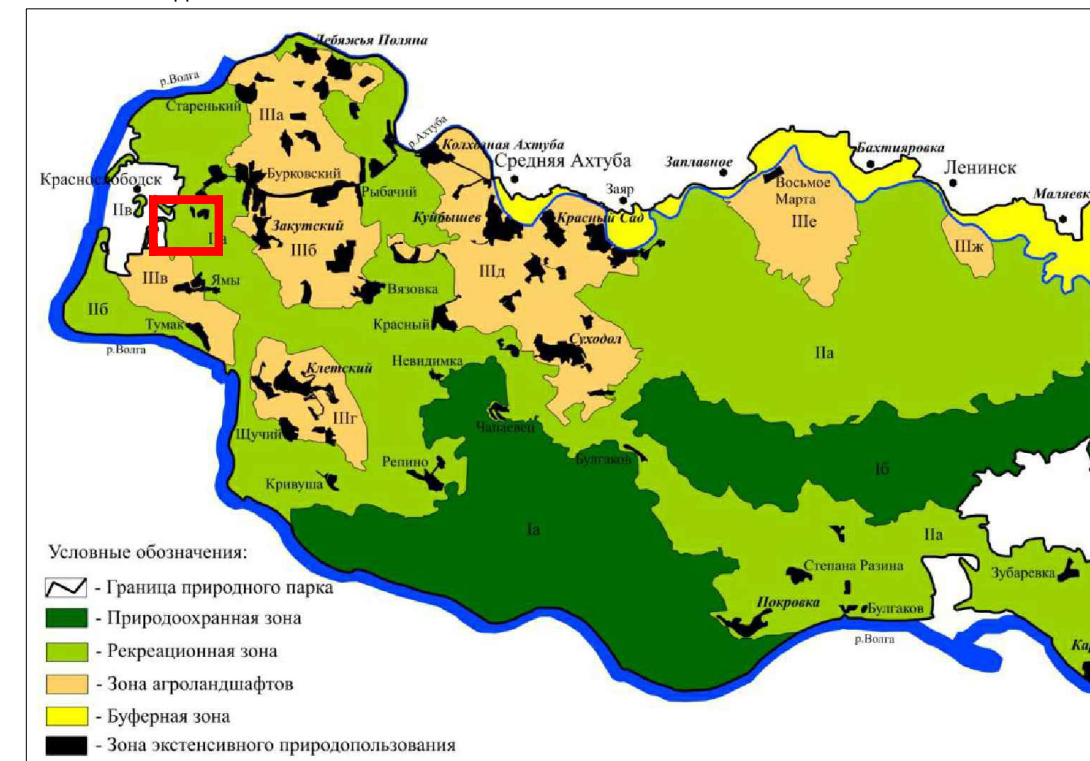 Лебяжья Поляна
р.Волга
Старенький
IIIа
р.Ахтуба
Колхозная Ахтуба
Средняя Ахтуба
Заплавное
Бахтияровка
Ленинск
Краснослободск
Бурковский
Рыбачий
Заяр
Восьмое
Марта
Маляевк
IIв
Закутский
Куйбышев
Красный Сад
IIIе
IIIб
IIIж
IIIв
Ямы
Вязовка
IIIд
IIб
Тумак
Красный
р.Волга
Суходол
IIа
Невидимка
Клетский
IIIг
Чапаевец
Щучий
Булгаков
Репино
Iб
Кривуша
Iа
IIа
Степана Разина
Зубаревка
Покровка
Булгаков
р.Волга
Ка
Условные обозначения:
- Граница природного парка
- Природоохранная зона
- Рекреационная зона
- Зона агроландшафтов
- Буферная зона
- Зона экстенсивного природопользования